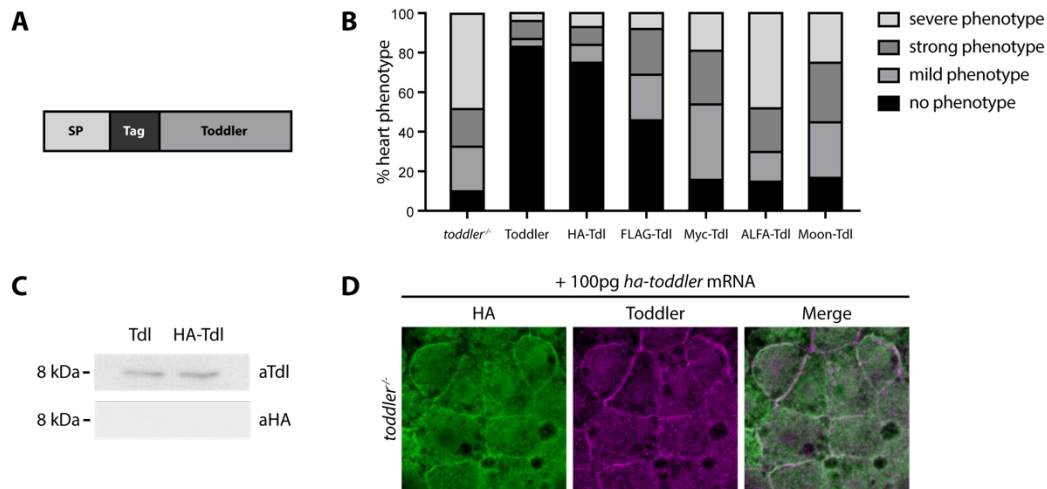 A
SP Tag Toddler
B
% heart phenotype
100
80
60
40
20
0
toddler-/- Toddler HA-Tdl FLAG-Tdl Myc-Tdl ALFA-Tdl Moon-Tdl
severe phenotype
strong phenotype
mild phenotype
no phenotype
C
Tdl HA-Tdl
8 kDa - aTdl
8 kDa - aHA
D
+ 100pg ha-toddler mRNA
HA Toddler Merge
toddler-/-